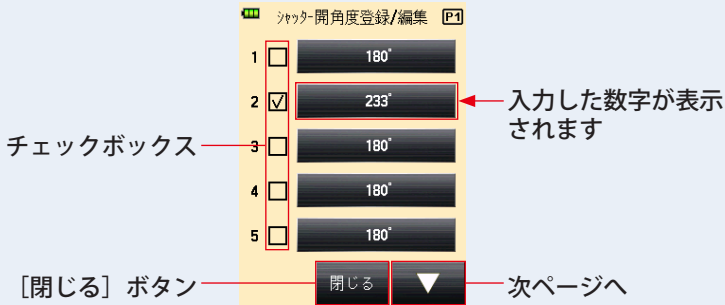 ｼｬｯﾀｰ開角度登録/編集 P1
1 180°
2 233°
入力した数字が表示
されます
チェックボックス
3 180°
4 180°
5 180°
［閉じる］ボタン
閉じる
次ページへ